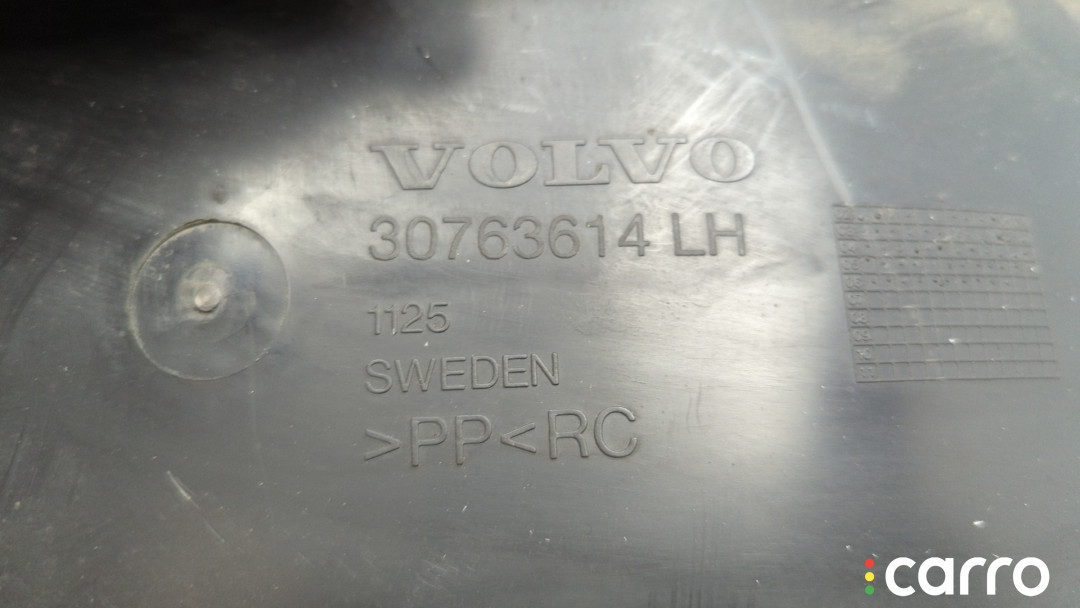 VOLVO
30763614 LH
1125
SWEDEN
>PP<RC
carro